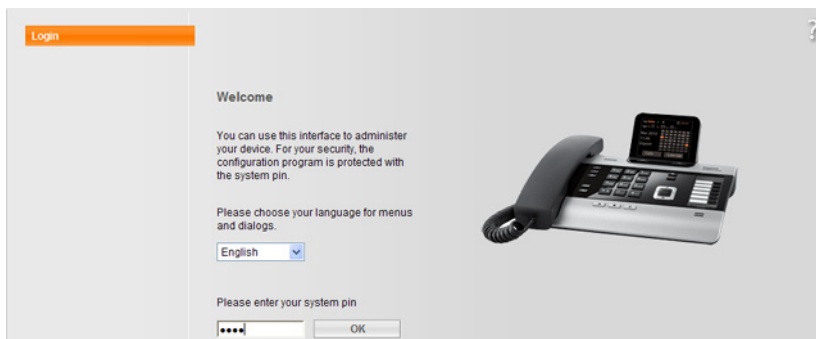 Login
?
Welcome
You can use this interface to administer
your device. For your security, the
configuration program is protected with
the system pin.
Please choose your language for menus
and dialogs.
English
Please enter your system pin
••••
OK